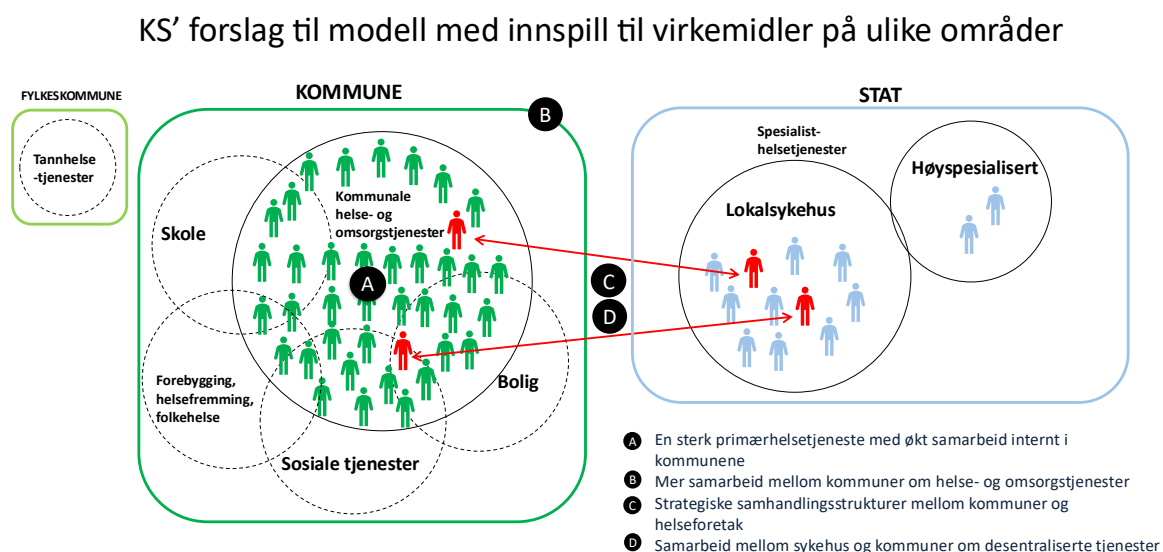 KS’ forslag til modell med innspill til virkemidler på ulike områder
FYLKESKOMMUNE
Tannhelse
-tjenester
KOMMUNE
B
Skole
Kommunale
helse- og
omsorgstjenester
A
Forebygging,
helsefremming,
folkehelse
Sosiale tjenester
Bolig
C
D
STAT
Spesialist-
helsetjenester
Lokalsykehus
Høyspesialisert
A En sterk primærhelsetjeneste med økt samarbeid internt i
kommunene
B Mer samarbeid mellom kommuner om helse- og omsorgstjenester
C Strategiske samhandlingsstrukturer mellom kommuner og
helseforetak
D Samarbeid mellom sykehus og kommuner om desentraliserte tjenester